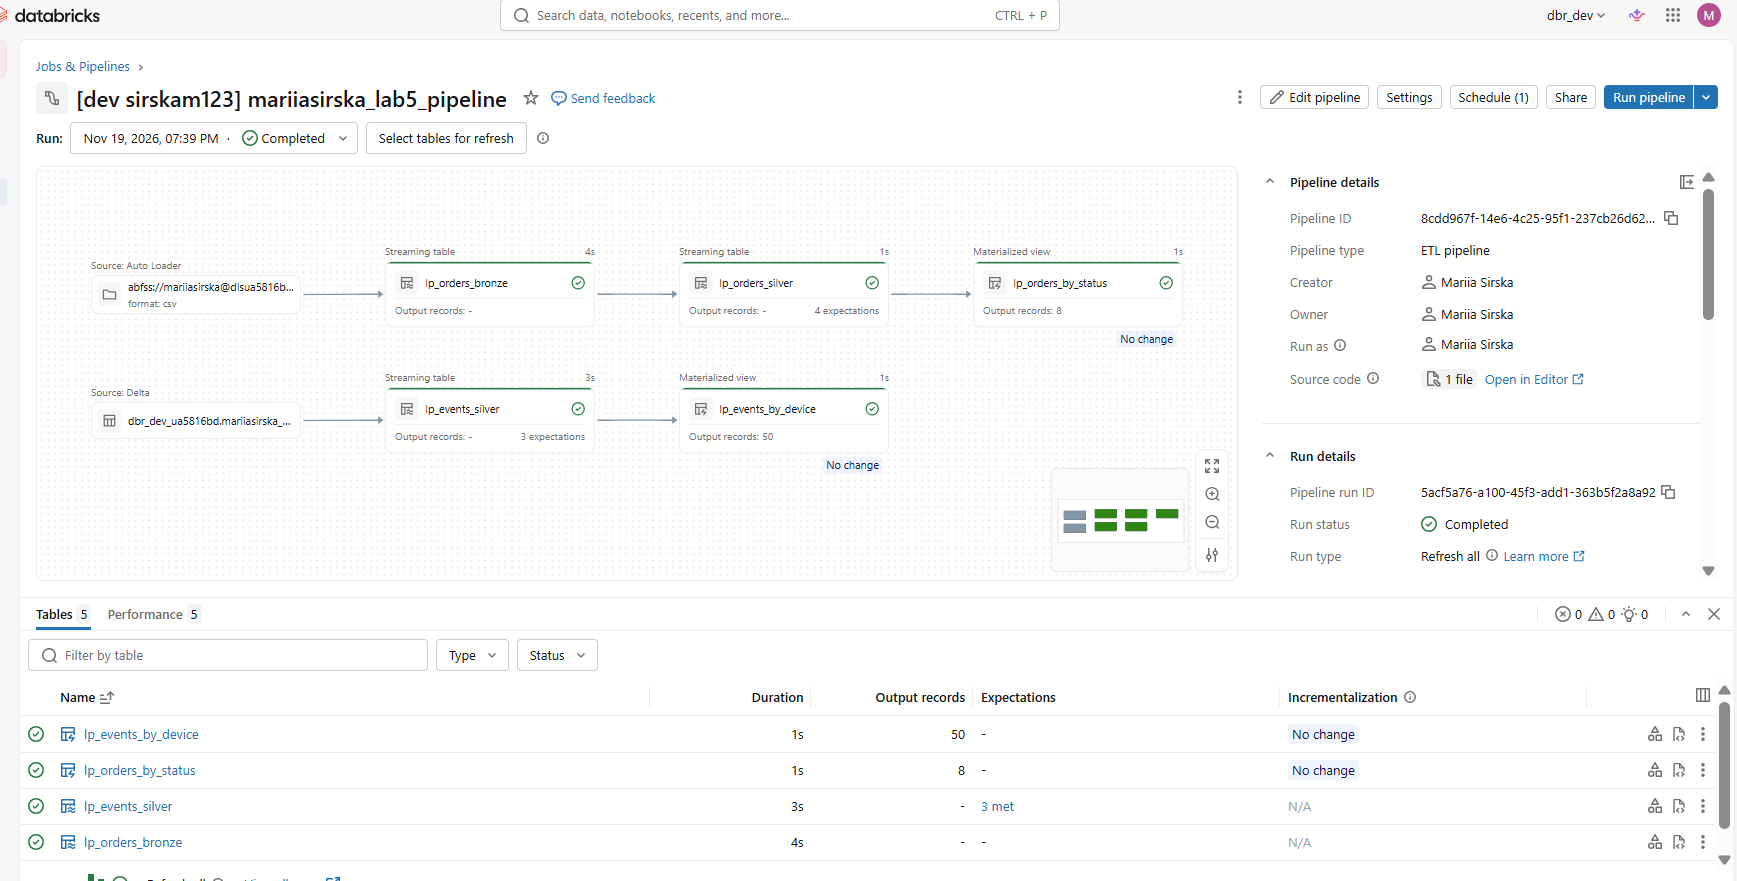 databricks
Search data, notebooks, recents, and more...
CTRL + P
dbr_dev
M
Jobs & Pipelines
[dev sirskam123] mariiasirska_lab5_pipeline
Send feedback
Edit pipeline
Settings
Schedule (1)
Share
Run pipeline
Run:
Nov 19, 2026, 07:39 PM · Completed
Select tables for refresh
Source: Auto Loader
abfss://mariiasirska@dlsua5816b...
format: csv
Streaming table 4s
lp_orders_bronze
Output records: -
Streaming table 1s
lp_orders_silver
Output records: - 4 expectations
Materialized view 1s
lp_orders_by_status
Output records: 8
No change
Source: Delta
dbr_dev_ua5816bd.mariiasirska_...
Streaming table 3s
lp_events_silver
Output records: - 3 expectations
Materialized view 1s
lp_events_by_device
Output records: 50
No change
Pipeline details
Pipeline ID 8cdd967f-14e6-4c25-95f1-237cb26d62...
Pipeline type ETL pipeline
Creator Mariia Sirska
Owner Mariia Sirska
Run as Mariia Sirska
Source code 1 file Open in Editor
Run details
Pipeline run ID 5acf5a76-a100-45f3-add1-363b5f2a8a92
Run status Completed
Run type Refresh all Learn more
Tables 5 Performance 5
0 0 0
Filter by table
Type
Status
Name Duration Output records Expectations Incrementalization
lp_events_by_device 1s 50 - No change
lp_orders_by_status 1s 8 - No change
lp_events_silver 3s - 3 met N/A
lp_orders_bronze 4s - - N/A